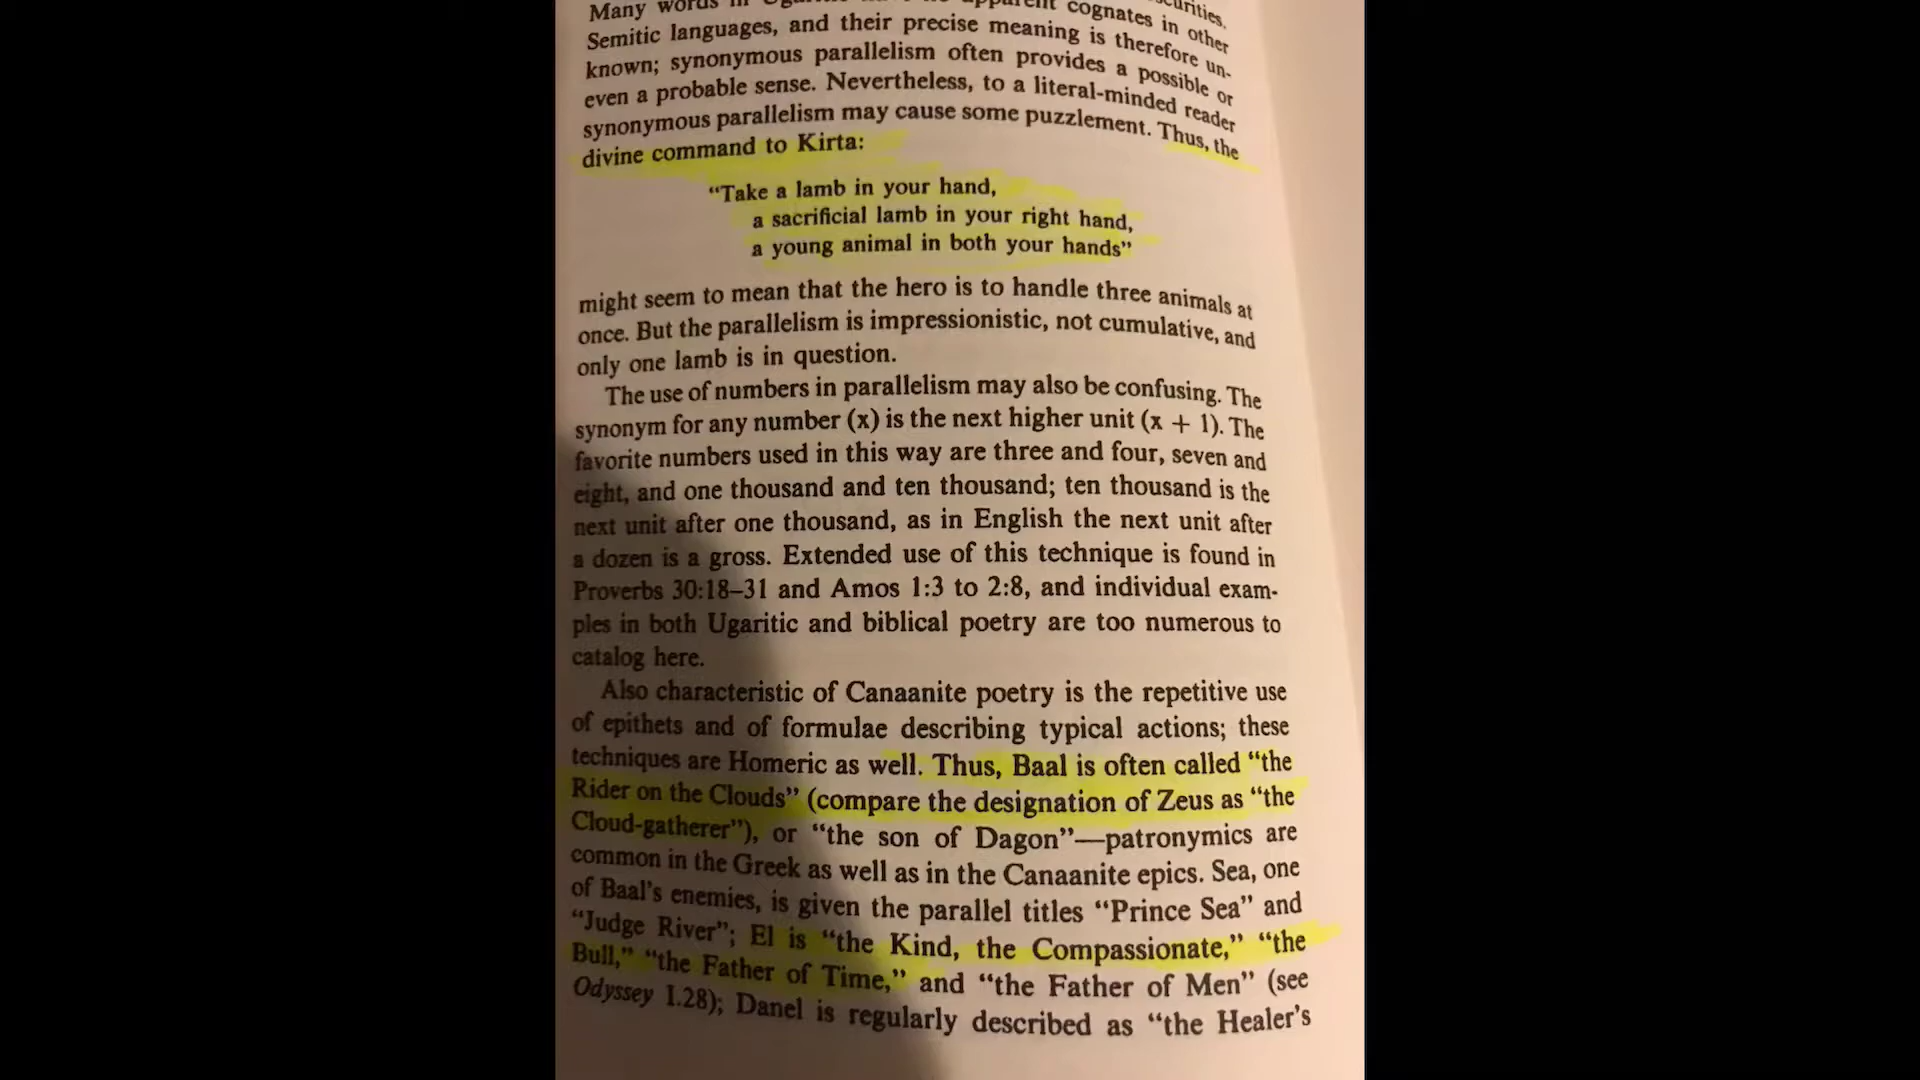 Many words in Ugaritic have no apparent cognates in other
Semitic languages, and their precise meaning is therefore un-
known; synonymous parallelism often provides a possible or
even a probable sense. Nevertheless, to a literal-minded reader
synonymous parallelism may cause some puzzlement. Thus, the
divine command to Kirta:
“Take a lamb in your hand,
a sacrificial lamb in your right hand,
a young animal in both your hands”
might seem to mean that the hero is to handle three animals at
once. But the parallelism is impressionistic, not cumulative, and
only one lamb is in question.
The use of numbers in parallelism may also be confusing. The
synonym for any number (x) is the next higher unit (x + 1). The
favorite numbers used in this way are three and four, seven and
eight, and one thousand and ten thousand; ten thousand is the
next unit after one thousand, as in English the next unit after
a dozen is a gross. Extended use of this technique is found in
Proverbs 30:18–31 and Amos 1:3 to 2:8, and individual exam-
ples in both Ugaritic and biblical poetry are too numerous to
catalog here.
Also characteristic of Canaanite poetry is the repetitive use
of epithets and of formulae describing typical actions; these
techniques are Homeric as well. Thus, Baal is often called “the
Rider on the Clouds” (compare the designation of Zeus as “the
Cloud-gatherer”), or “the son of Dagon”—patronymics are
common in the Greek as well as in the Canaanite epics. Sea, one
of Baal’s enemies, is given the parallel titles “Prince Sea” and
“Judge River”; El is “the Kind, the Compassionate,” “the
Bull,” “the Father of Time,” and “the Father of Men” (see
Odyssey I.28); Danel is regularly described as “the Healer’s